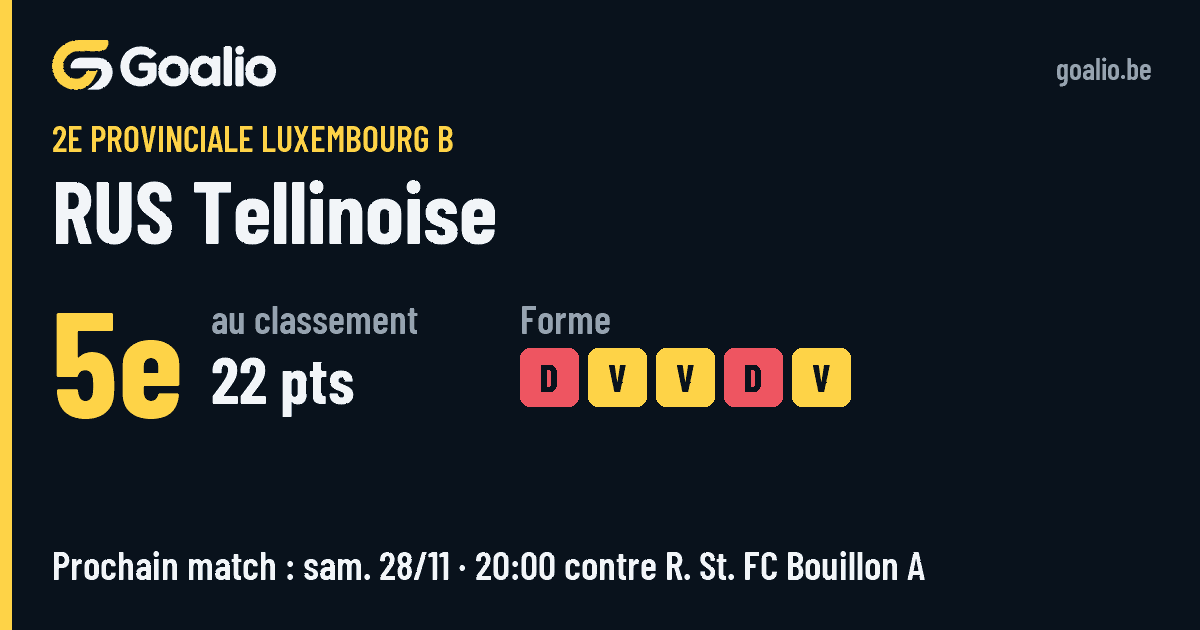 Goalio
goalio.be
2E PROVINCIALE LUXEMBOURG B
RUS Tellinoise
5e
au classement
22 pts
Forme
D V V D V
Prochain match : sam. 28/11 · 20:00 contre R. St. FC Bouillon A